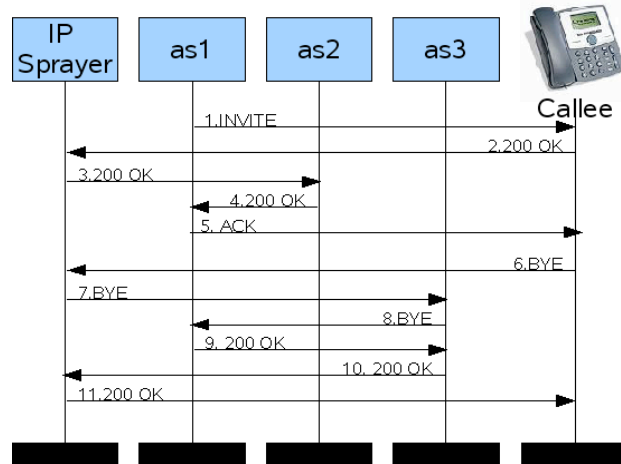 IP
Sprayer
as1
as2
as3
Callee
1.INVITE
2.200 OK
3.200 OK
4.200 OK
5. ACK
6.BYE
7.BYE
8.BYE
9. 200 OK
10. 200 OK
11.200 OK